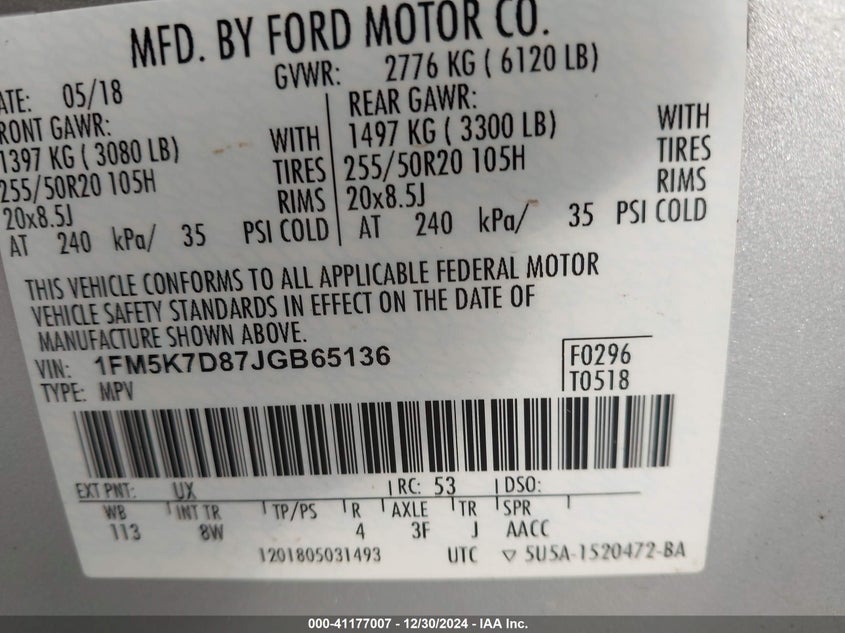 MFD. BY FORD MOTOR CO.
ATE: 05/18 GVWR: 2776 KG ( 6120 LB)
RONT GAWR: REAR GAWR:
1397 KG ( 3080 LB) WITH 1497 KG ( 3300 LB) WITH
255/50R20 105H TIRES 255/50R20 105H TIRES
20x8.5J RIMS 20x8.5J RIMS
AT 240 kPa/ 35 PSI COLD AT 240 kPa/ 35 PSI COLD
THIS VEHICLE CONFORMS TO ALL APPLICABLE FEDERAL MOTOR
VEHICLE SAFETY STANDARDS IN EFFECT ON THE DATE OF
MANUFACTURE SHOWN ABOVE.
VIN: 1FM5K7D87JGB65136 F0296
TYPE: MPV T0518
EXT PNT: UX RC: 53 DSO:
WB INT TR TP/PS R AXLE TR SPR
113 8W 4 3F J AACC
1201805031493 UTC ▽ 5U5A-1520472-BA
000-41177007 - 12/30/2024 - IAA Inc.